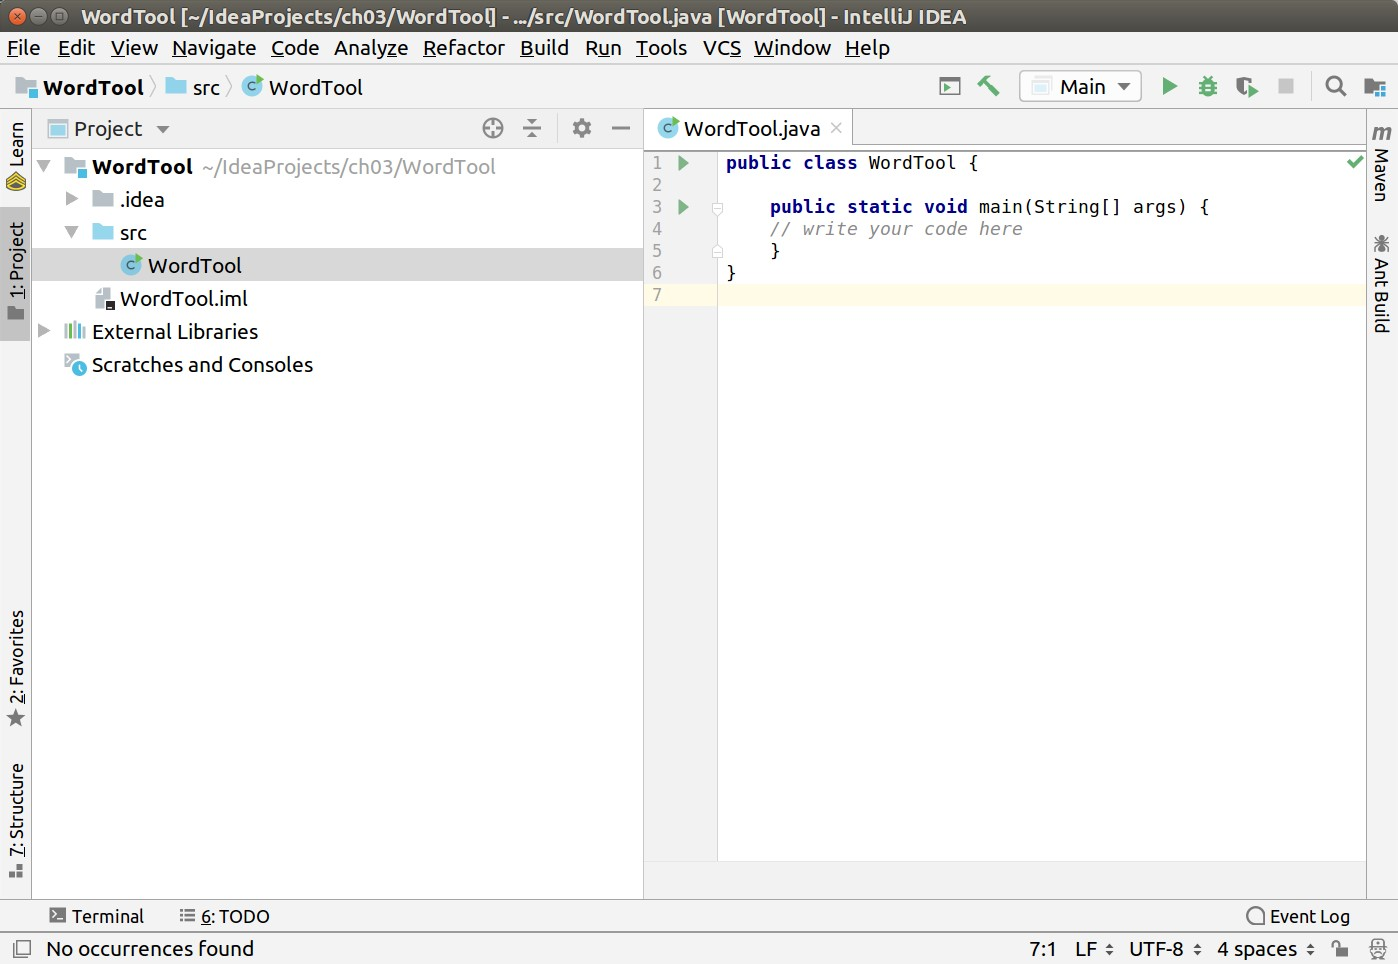 WordTool [~/IdeaProjects/ch03/WordTool] - .../src/WordTool.java [WordTool] - IntelliJ IDEA
File Edit View Navigate Code Analyze Refactor Build Run Tools VCS Window Help
WordTool src WordTool Main
Learn
1: Project
2: Favorites
7: Structure
Project
WordTool ~/IdeaProjects/ch03/WordTool
.idea
src
WordTool
WordTool.iml
External Libraries
Scratches and Consoles
WordTool.java
1 public class WordTool {
2
3 public static void main(String[] args) {
4 // write your code here
5 }
6 }
7
Maven
Ant Build
Terminal 6: TODO Event Log
No occurrences found 7:1 LF UTF-8 4 spaces